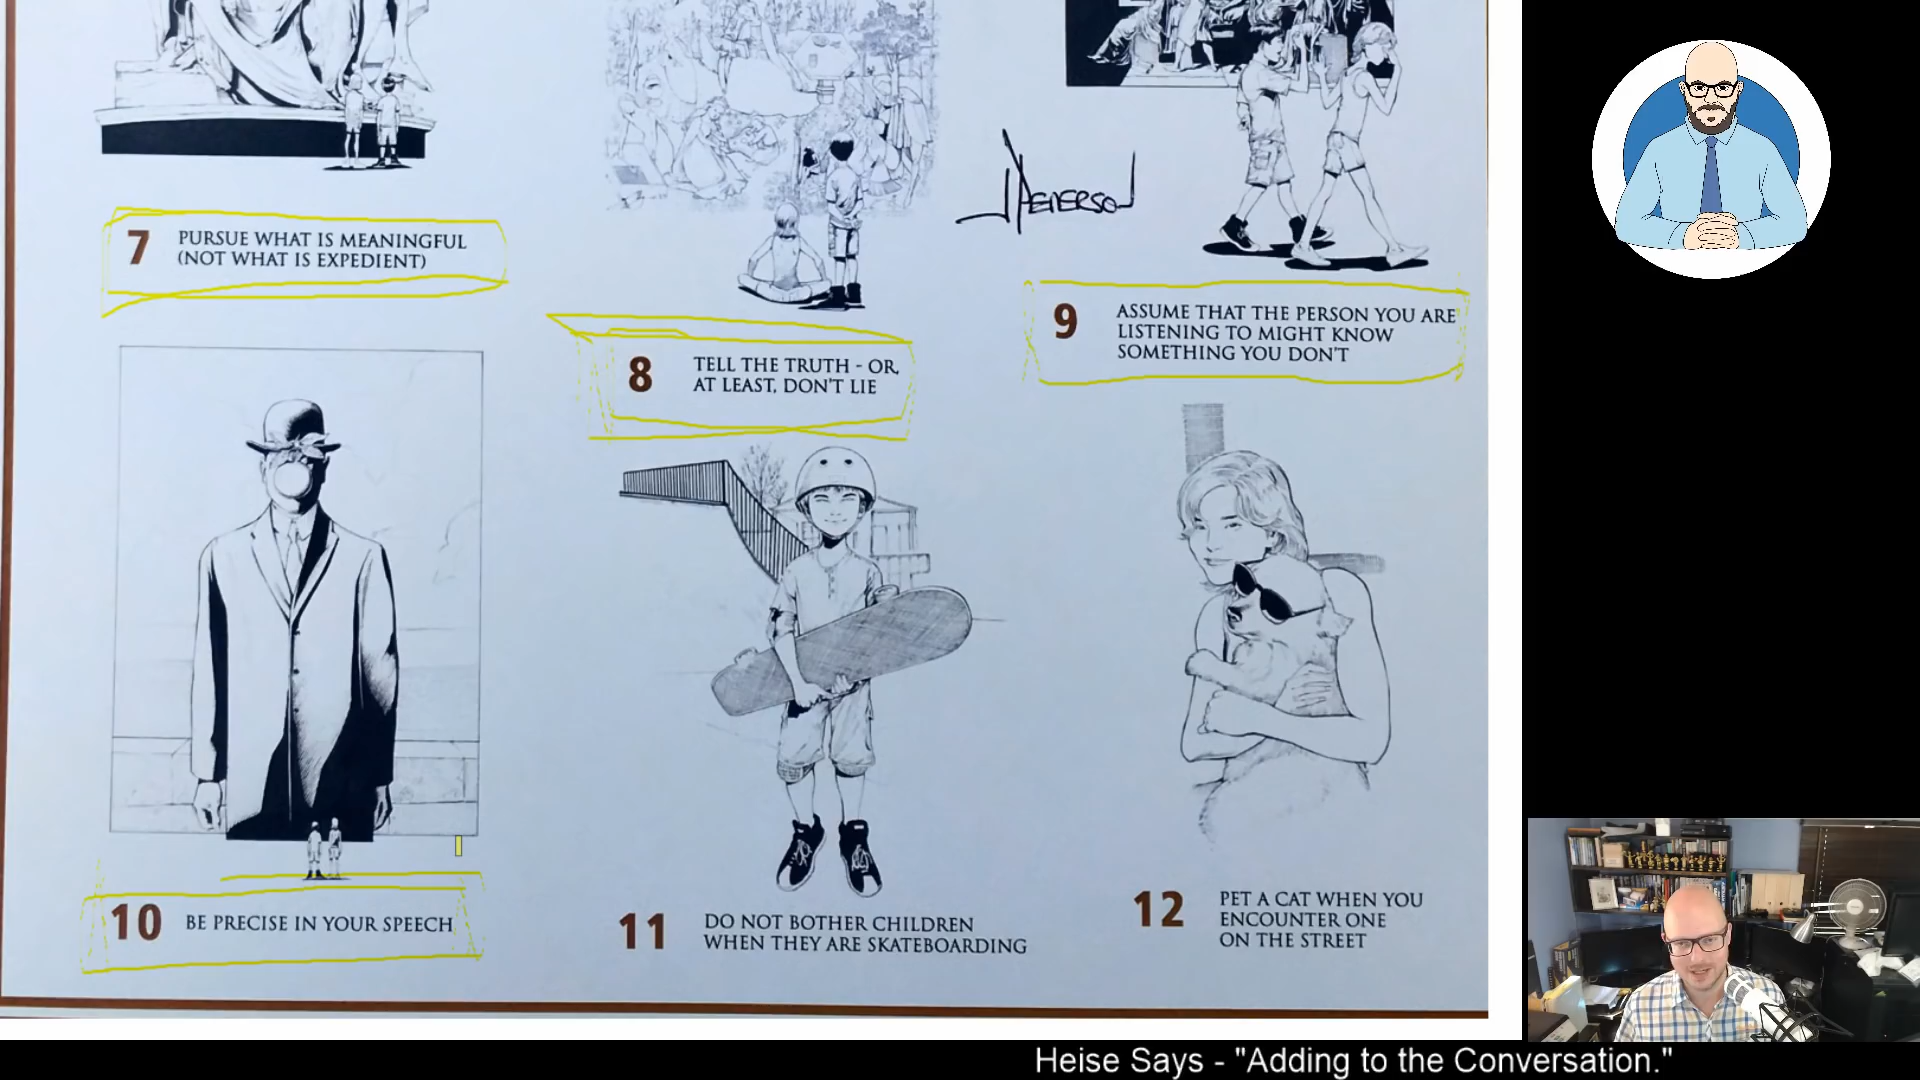 7 PURSUE WHAT IS MEANINGFUL
(NOT WHAT IS EXPEDIENT)
JPETERSON
8 TELL THE TRUTH - OR,
AT LEAST, DON'T LIE
9 ASSUME THAT THE PERSON YOU ARE
LISTENING TO MIGHT KNOW
SOMETHING YOU DON'T
10 BE PRECISE IN YOUR SPEECH
11 DO NOT BOTHER CHILDREN
WHEN THEY ARE SKATEBOARDING
12 PET A CAT WHEN YOU
ENCOUNTER ONE
ON THE STREET
Heise Says - "Adding to the Conversation."